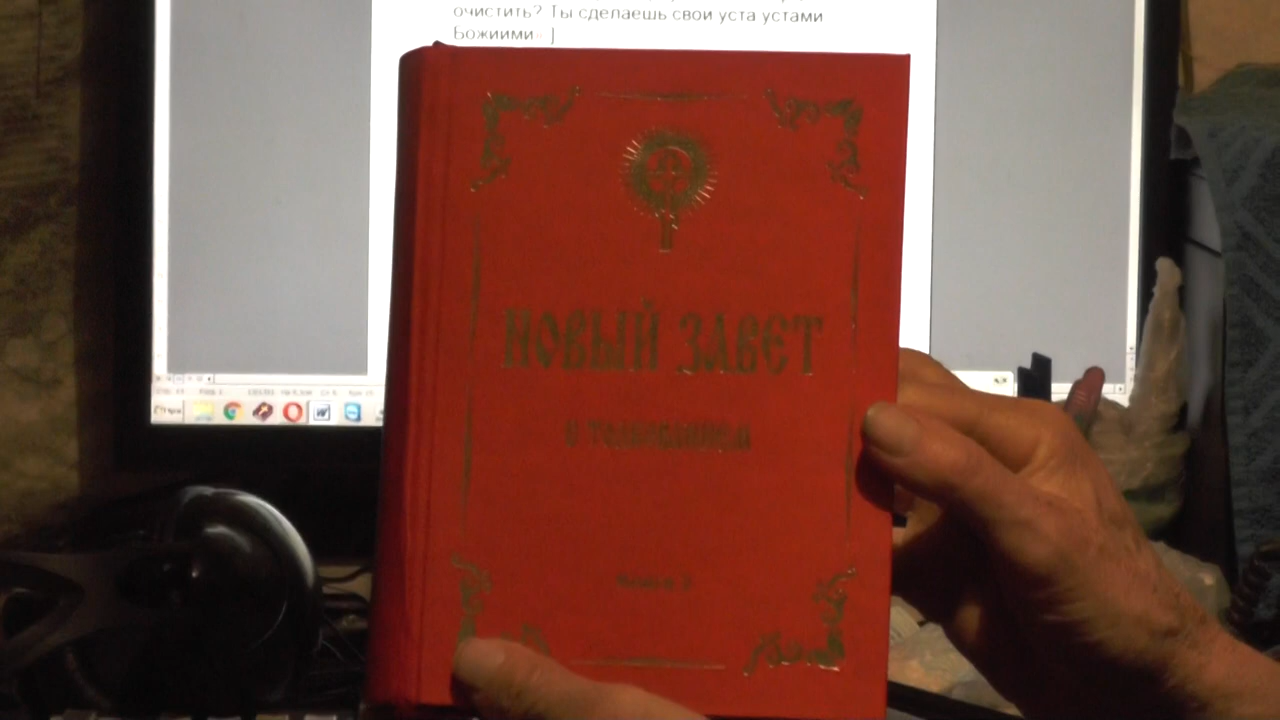 очистить? Ты сделаешь свои уста устами
Божиими» ]
НОВЫЙ ЗАВЕТ
с толкованием